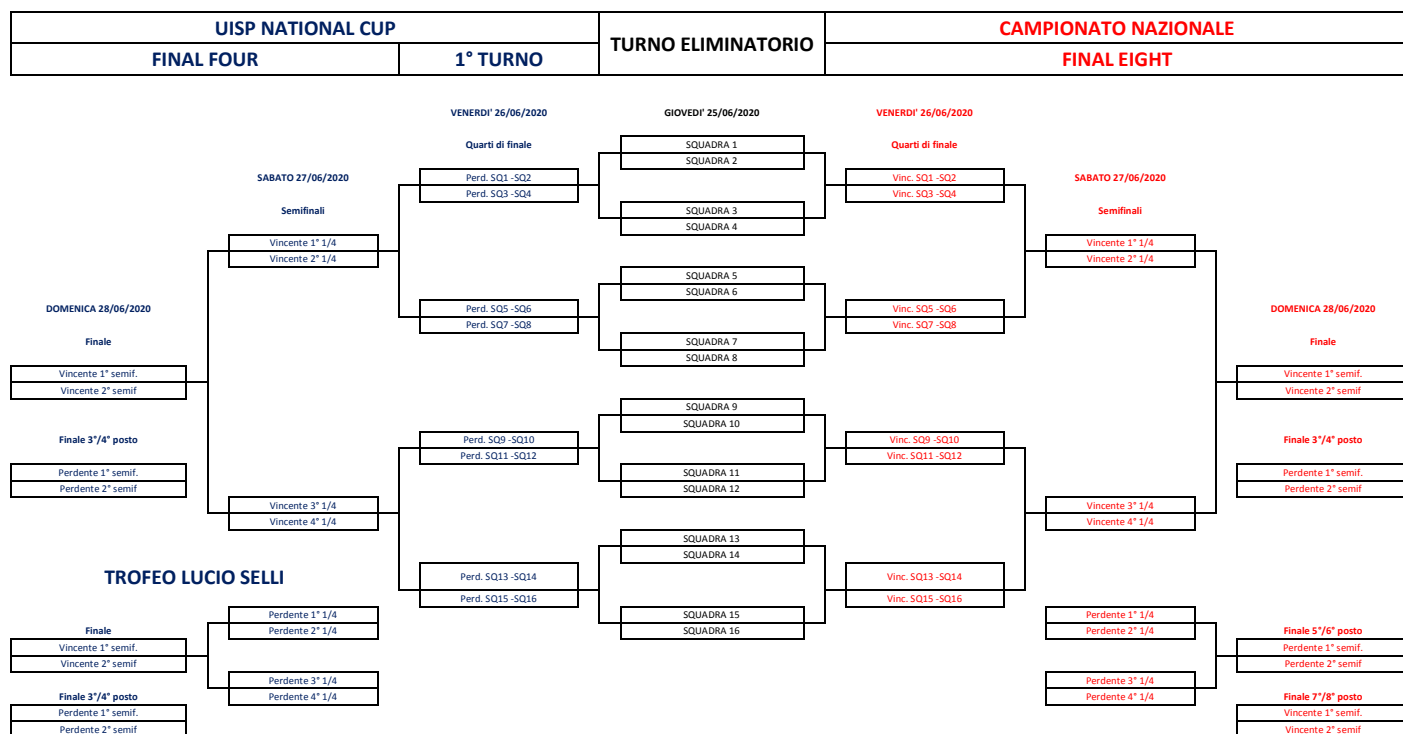 UISP NATIONAL CUP
TURNO ELIMINATORIO
CAMPIONATO NAZIONALE
FINAL FOUR
1° TURNO
FINAL EIGHT
VENERDI' 26/06/2020
GIOVEDI' 25/06/2020
VENERDI' 26/06/2020
Quarti di finale
SQUADRA 1
Quarti di finale
SQUADRA 2
SABATO 27/06/2020
Perd. SQ1 -SQ2
Vinc. SQ1 -SQ2
SABATO 27/06/2020
Perd. SQ3 -SQ4
Vinc. SQ3 -SQ4
Semifinali
SQUADRA 3
Semifinali
SQUADRA 4
Vincente 1° 1/4
Vincente 1° 1/4
Vincente 2° 1/4
Vincente 2° 1/4
SQUADRA 5
SQUADRA 6
DOMENICA 28/06/2020
Perd. SQ5 -SQ6
Vinc. SQ5 -SQ6
DOMENICA 28/06/2020
Perd. SQ7 -SQ8
Vinc. SQ7 -SQ8
Finale
SQUADRA 7
Finale
SQUADRA 8
Vincente 1° semif.
Vincente 1° semif.
Vincente 2° semif
Vincente 2° semif
SQUADRA 9
SQUADRA 10
Finale 3°/4° posto
Perd. SQ9 -SQ10
Vinc. SQ9 -SQ10
Finale 3°/4° posto
Perd. SQ11 -SQ12
Vinc. SQ11 -SQ12
Perdente 1° semif.
SQUADRA 11
Perdente 1° semif.
Perdente 2° semif
SQUADRA 12
Perdente 2° semif
Vincente 3° 1/4
Vincente 3° 1/4
Vincente 4° 1/4
Vincente 4° 1/4
SQUADRA 13
SQUADRA 14
TROFEO LUCIO SELLI
Perd. SQ13 -SQ14
Vinc. SQ13 -SQ14
Perd. SQ15 -SQ16
Vinc. SQ15 -SQ16
Perdente 1° 1/4
SQUADRA 15
Perdente 1° 1/4
Finale
Perdente 2° 1/4
SQUADRA 16
Perdente 2° 1/4
Finale 5°/6° posto
Vincente 1° semif.
Perdente 1° semif.
Vincente 2° semif
Perdente 2° semif
Perdente 3° 1/4
Perdente 3° 1/4
Finale 3°/4° posto
Perdente 4° 1/4
Perdente 4° 1/4
Finale 7°/8° posto
Perdente 1° semif.
Vincente 1° semif.
Perdente 2° semif
Vincente 2° semif